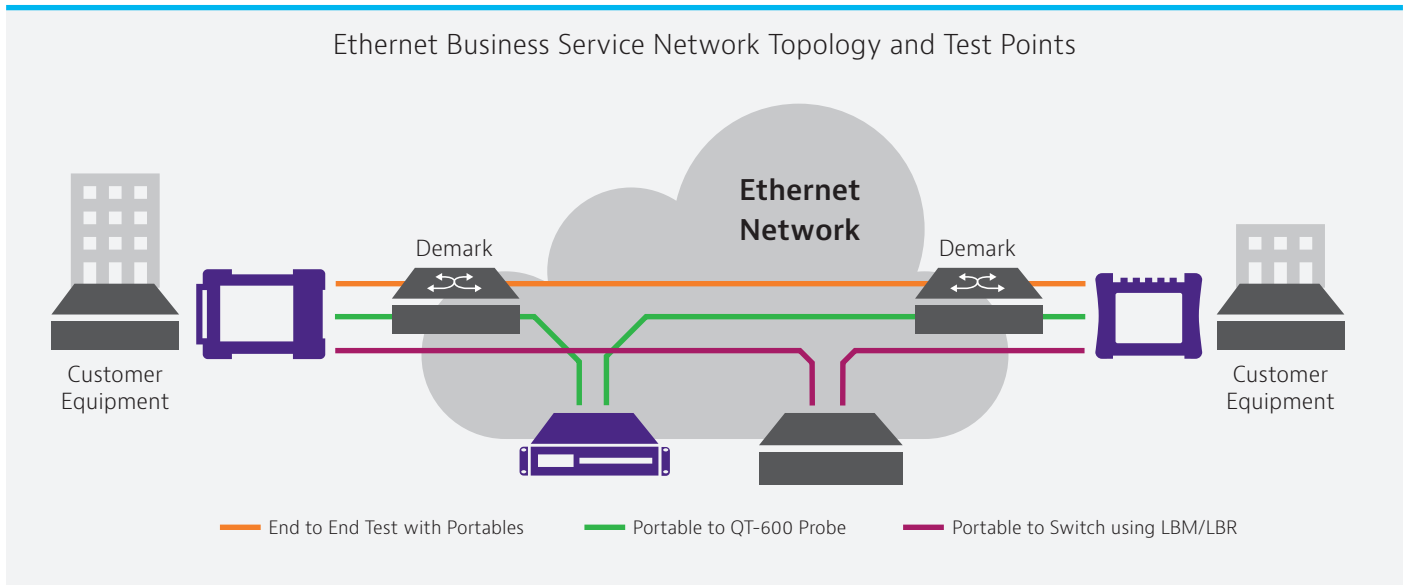 Ethernet Business Service Network Topology and Test Points
Ethernet
Network
Demark
Demark
Customer
Equipment
Customer
Equipment
End to End Test with Portables
Portable to QT-600 Probe
Portable to Switch using LBM/LBR